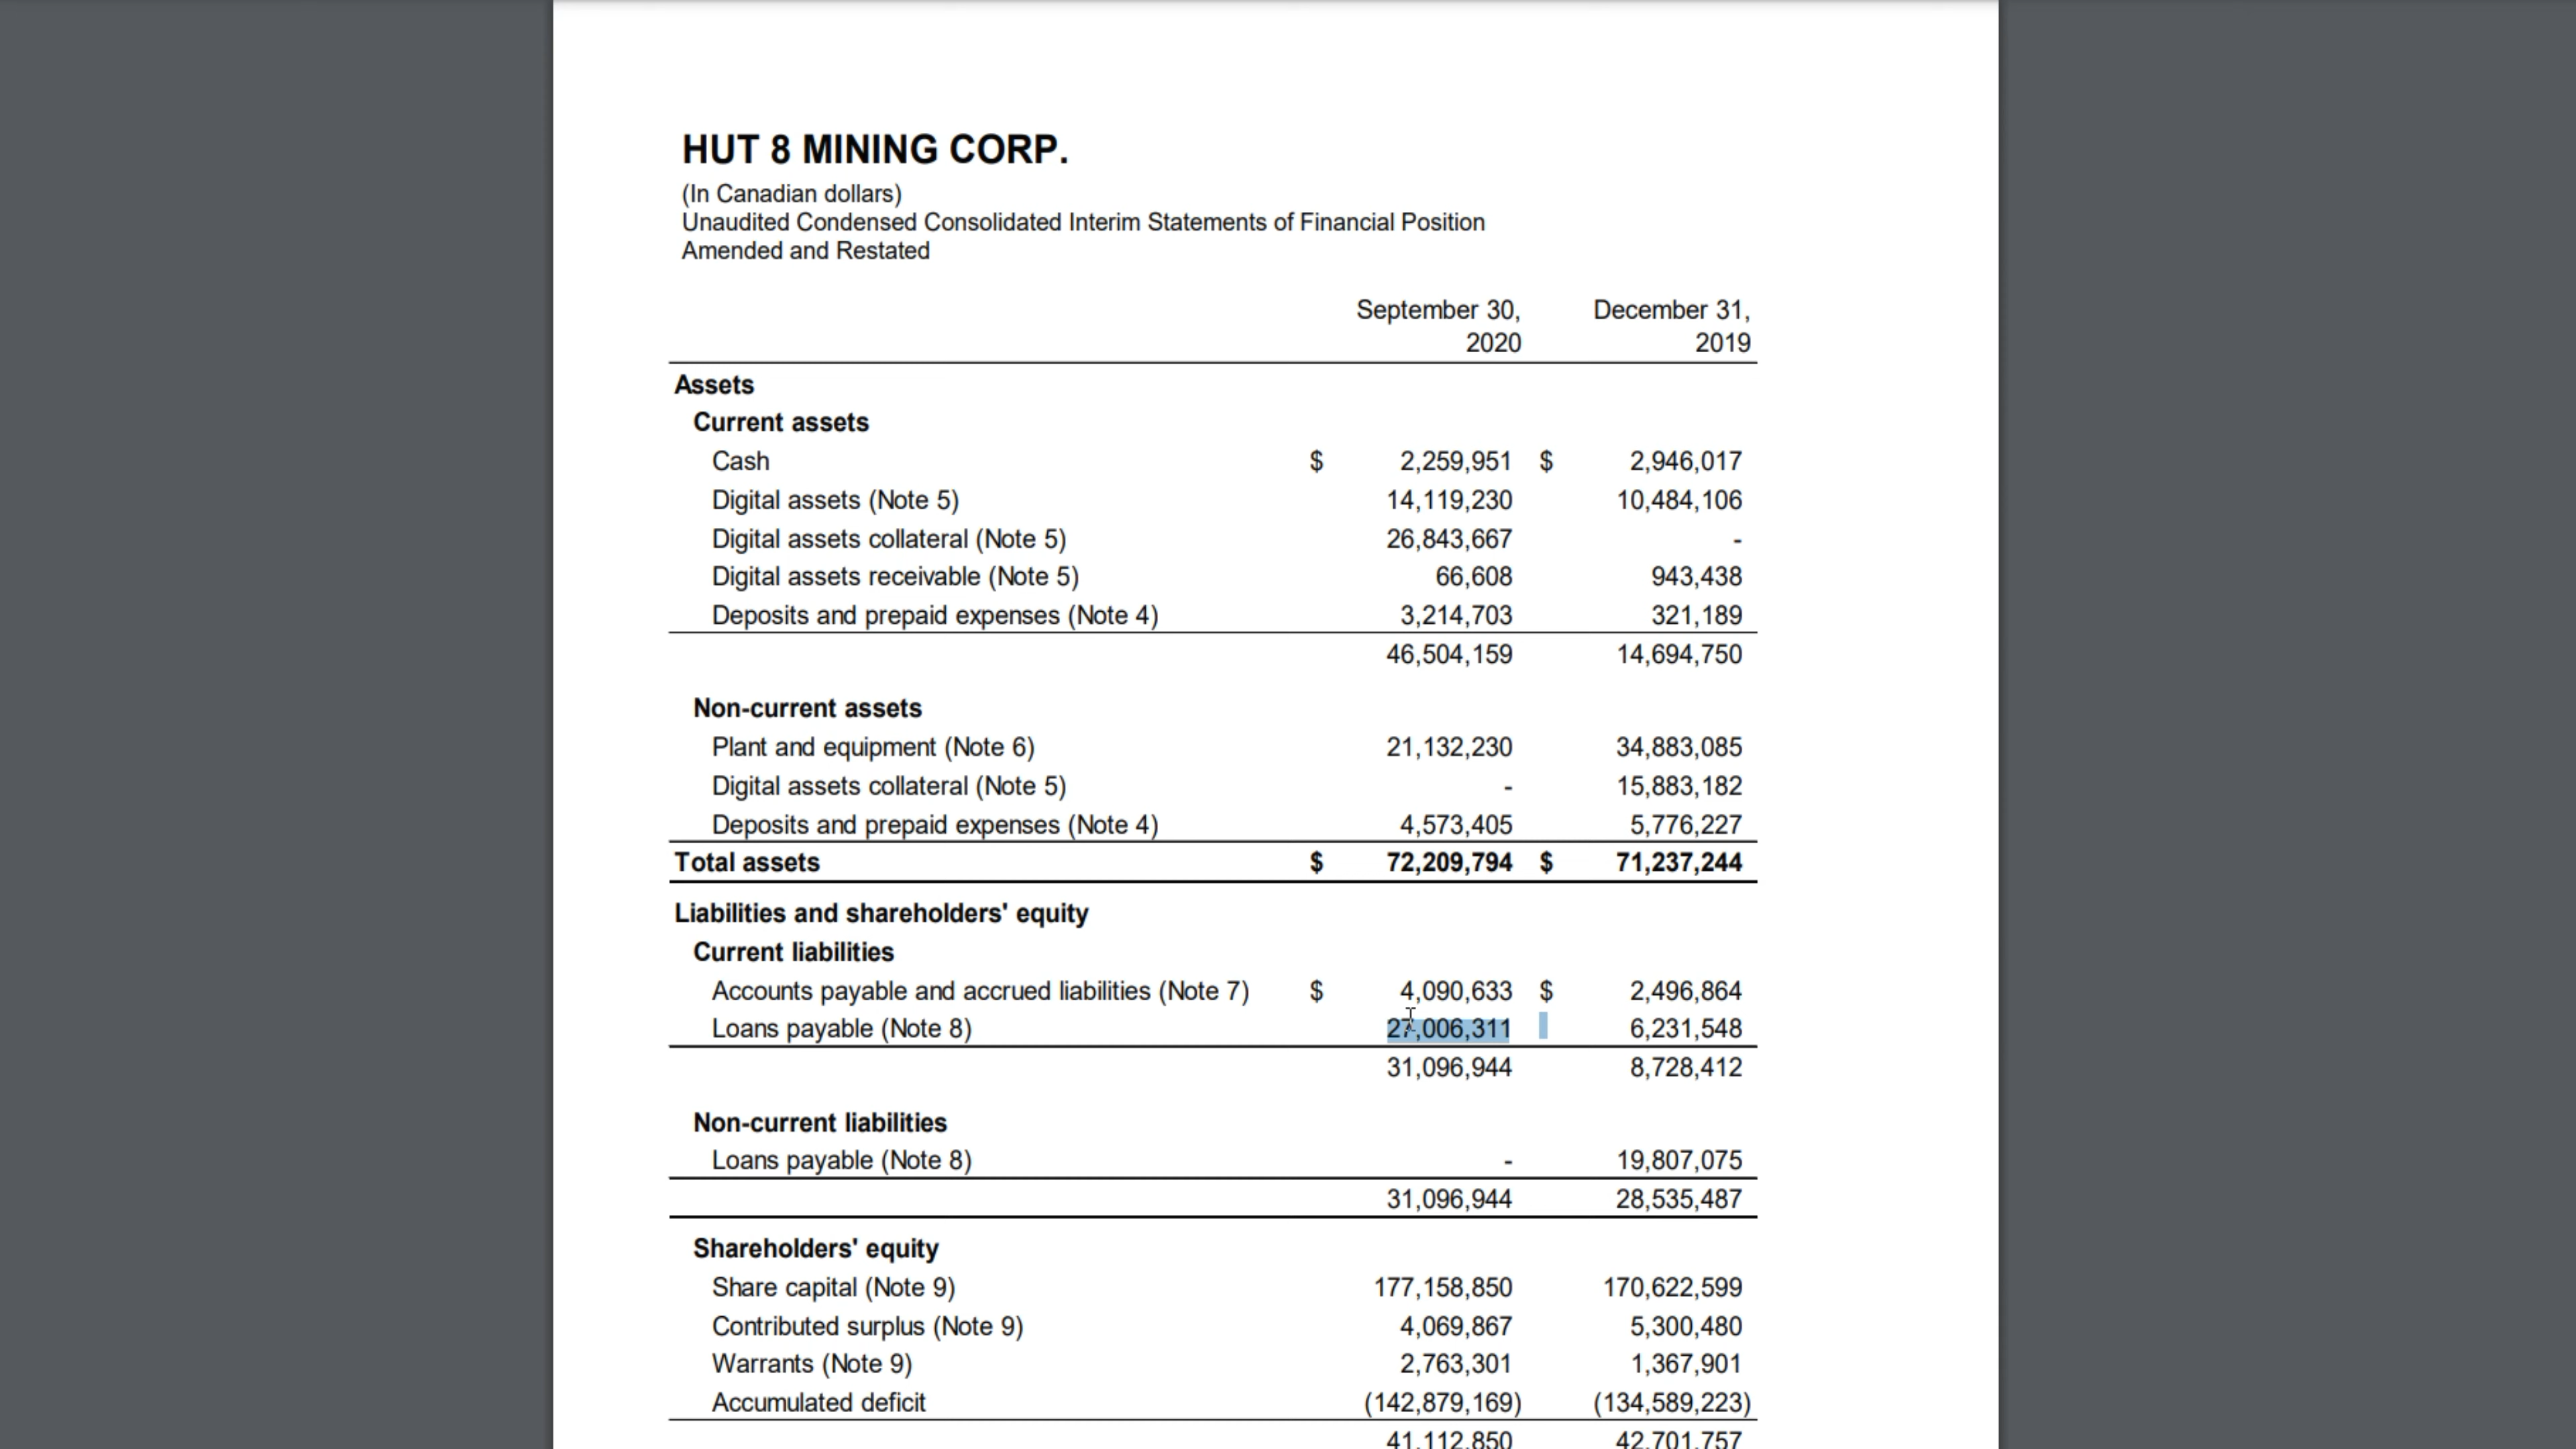 HUT 8 MINING CORP.
(In Canadian dollars)
Unaudited Condensed Consolidated Interim Statements of Financial Position
Amended and Restated
September 30, December 31,
2020 2019
Assets
Current assets
Cash $ 2,259,951 $ 2,946,017
Digital assets (Note 5) 14,119,230 10,484,106
Digital assets collateral (Note 5) 26,843,667 -
Digital assets receivable (Note 5) 66,608 943,438
Deposits and prepaid expenses (Note 4) 3,214,703 321,189
46,504,159 14,694,750
Non-current assets
Plant and equipment (Note 6) 21,132,230 34,883,085
Digital assets collateral (Note 5) - 15,883,182
Deposits and prepaid expenses (Note 4) 4,573,405 5,776,227
Total assets $ 72,209,794 $ 71,237,244
Liabilities and shareholders' equity
Current liabilities
Accounts payable and accrued liabilities (Note 7) $ 4,090,633 $ 2,496,864
Loans payable (Note 8) 27,006,311 6,231,548
31,096,944 8,728,412
Non-current liabilities
Loans payable (Note 8) - 19,807,075
31,096,944 28,535,487
Shareholders' equity
Share capital (Note 9) 177,158,850 170,622,599
Contributed surplus (Note 9) 4,069,867 5,300,480
Warrants (Note 9) 2,763,301 1,367,901
Accumulated deficit (142,879,169) (134,589,223)
41,112,850 42,701,757